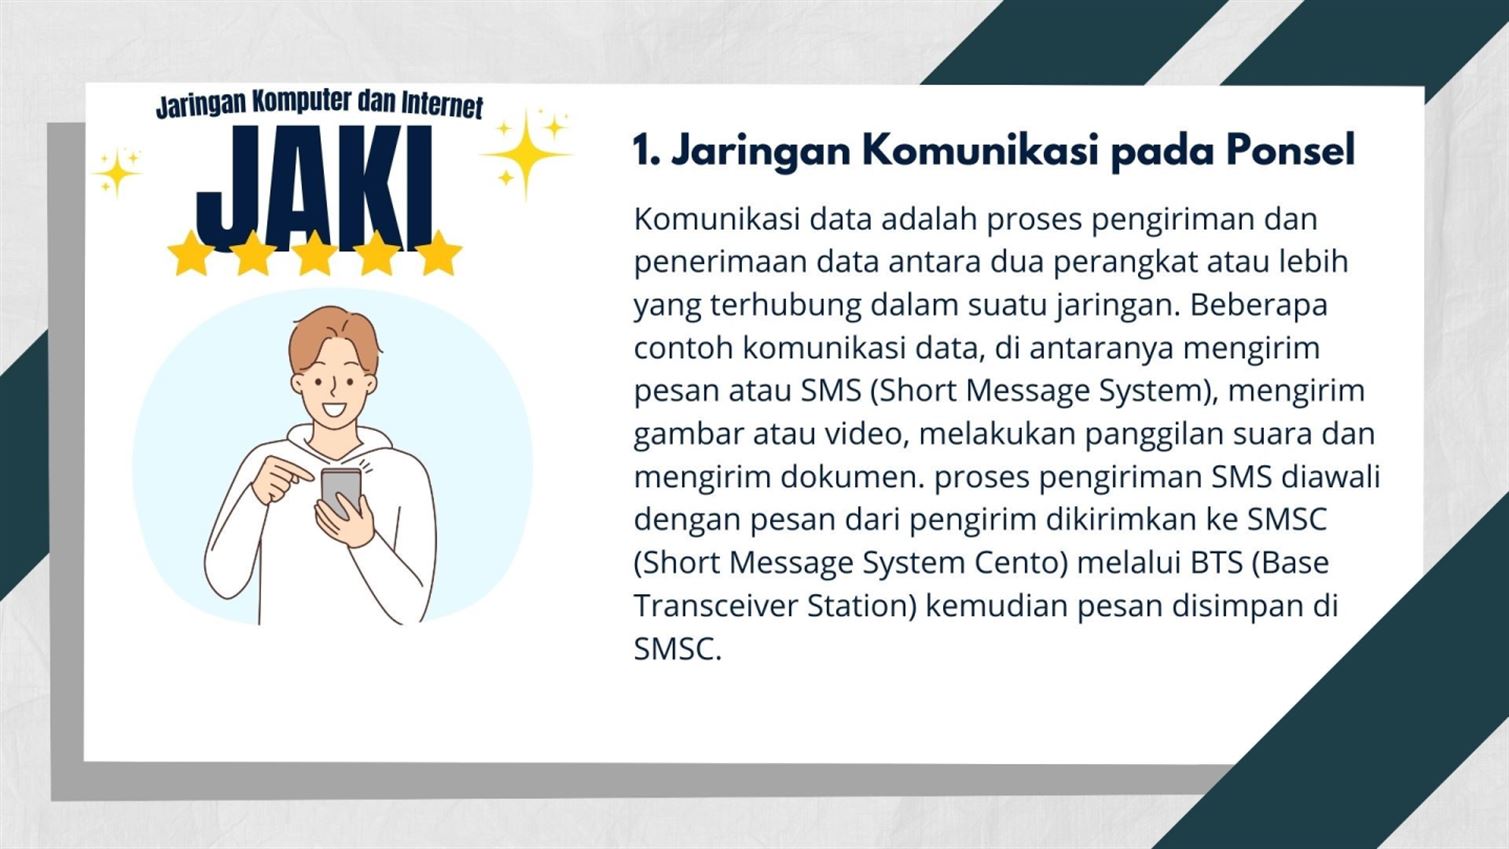 Jaringan Komputer dan Internet
JAKI
1. Jaringan Komunikasi pada Ponsel
Komunikasi data adalah proses pengiriman dan
penerimaan data antara dua perangkat atau lebih
yang terhubung dalam suatu jaringan. Beberapa
contoh komunikasi data, di antaranya mengirim
pesan atau SMS (Short Message System), mengirim
gambar atau video, melakukan panggilan suara dan
mengirim dokumen. proses pengiriman SMS diawali
dengan pesan dari pengirim dikirimkan ke SMSC
(Short Message System Cento) melalui BTS (Base
Transceiver Station) kemudian pesan disimpan di
SMSC.